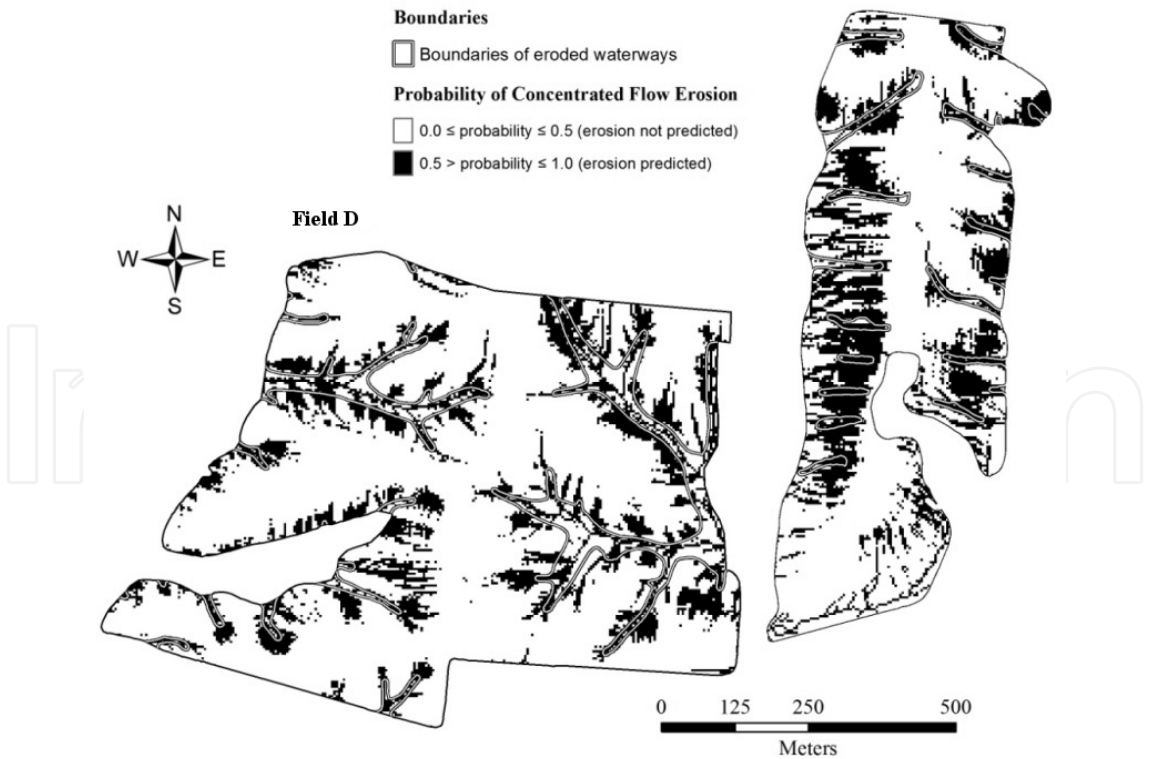 Boundaries
Boundaries of eroded waterways
Probability of Concentrated Flow Erosion
0.0 ≤ probability ≤ 0.5 (erosion not predicted)
0.5 > probability ≤ 1.0 (erosion predicted)
Field D
N
W E
S
0 125 250 500
Meters